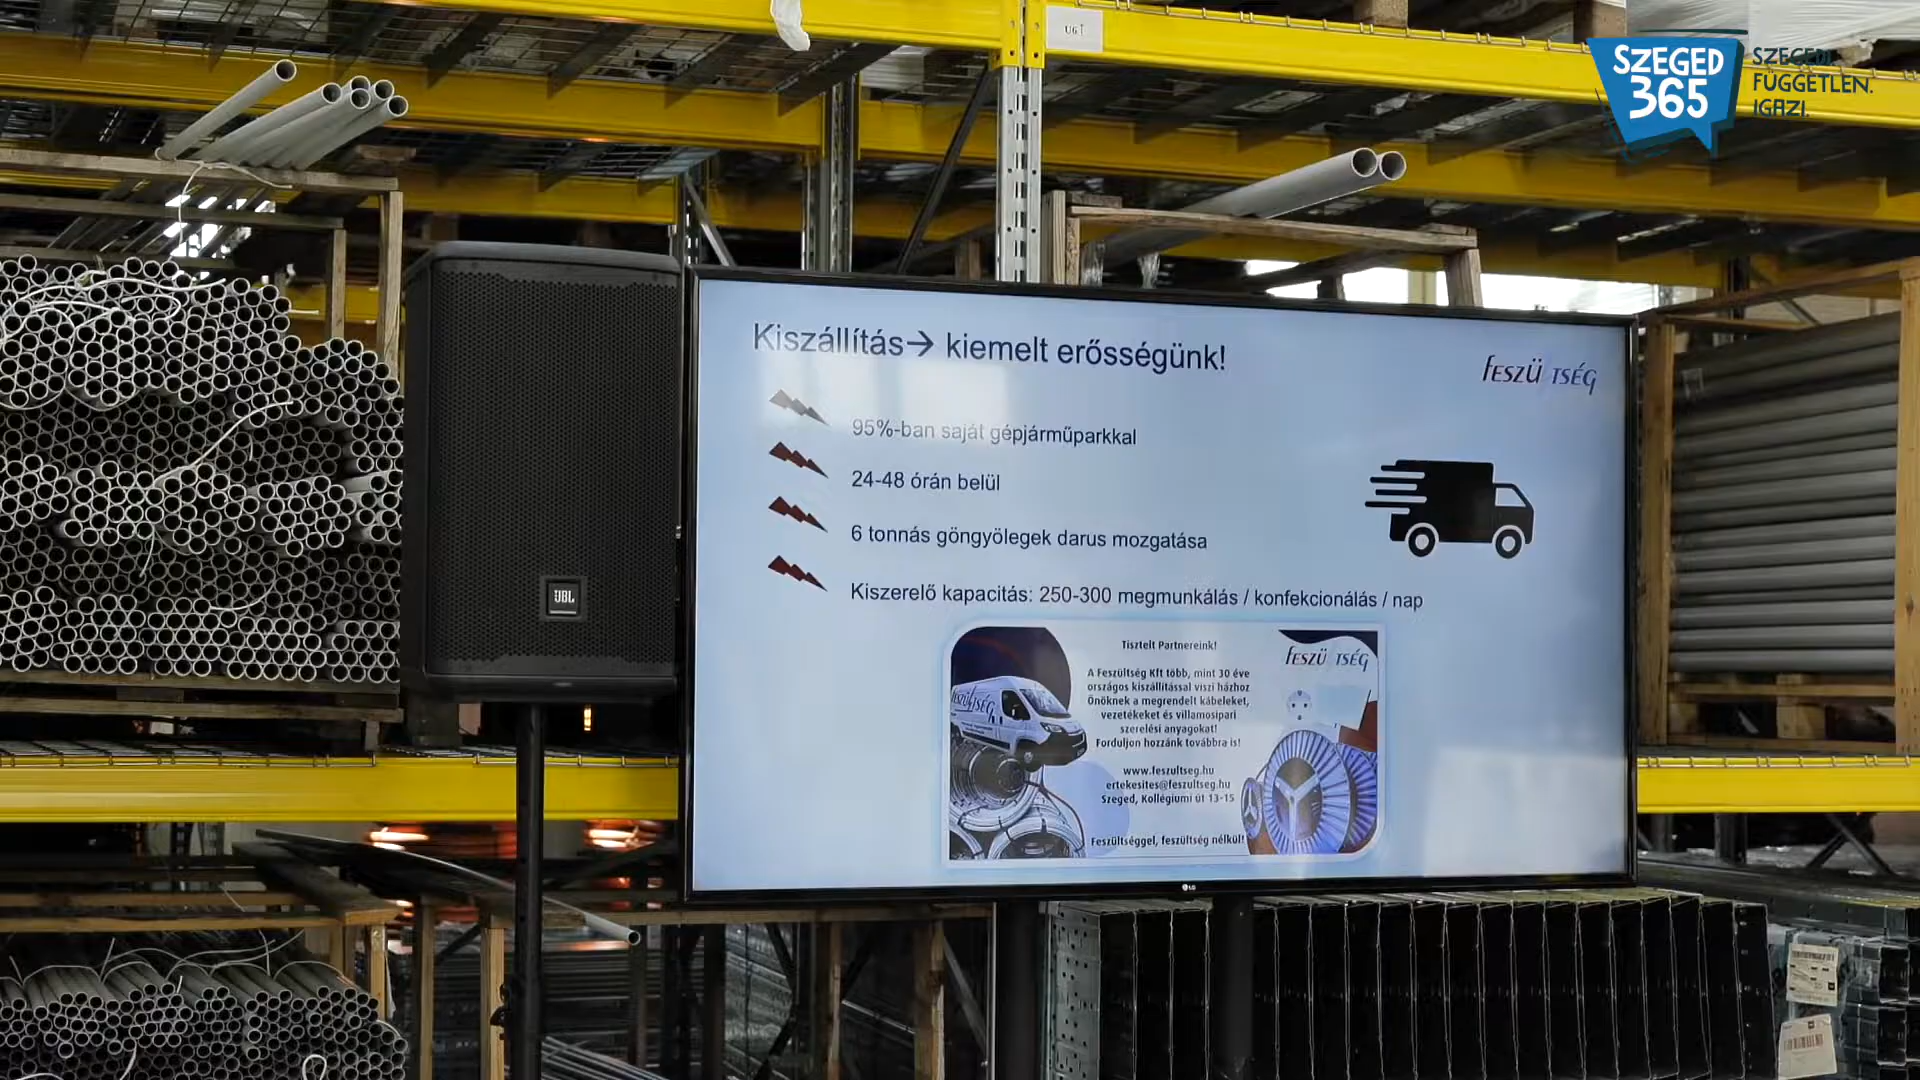 UGT
SZEGED
365
SZEGEDI.
FÜGGETLEN.
IGAZI.
Kiszállítás→ kiemelt erősségünk!
FESZÜ TSÉG
95%-ban saját gépjárműparkkal
24-48 órán belül
6 tonnás göngyölegek darus mozgatása
Kiszerelő kapacitás: 250-300 megmunkálás / konfekcionálás / nap
JBL
Tisztelt Partnereink!
FESZÜ TSÉG
A Feszültség Kft több, mint 30 éve
országos kiszállítással viszi házhoz
Önöknek a megrendelt kábeleket,
vezetékeket és villamosipari
szerelési anyagokat!
Forduljon hozzánk továbbra is!
www.feszultseg.hu
ertekesites@feszultseg.hu
Szeged, Kollégiumi út 13-15
Feszültséggel, feszültség nélkül!
LG